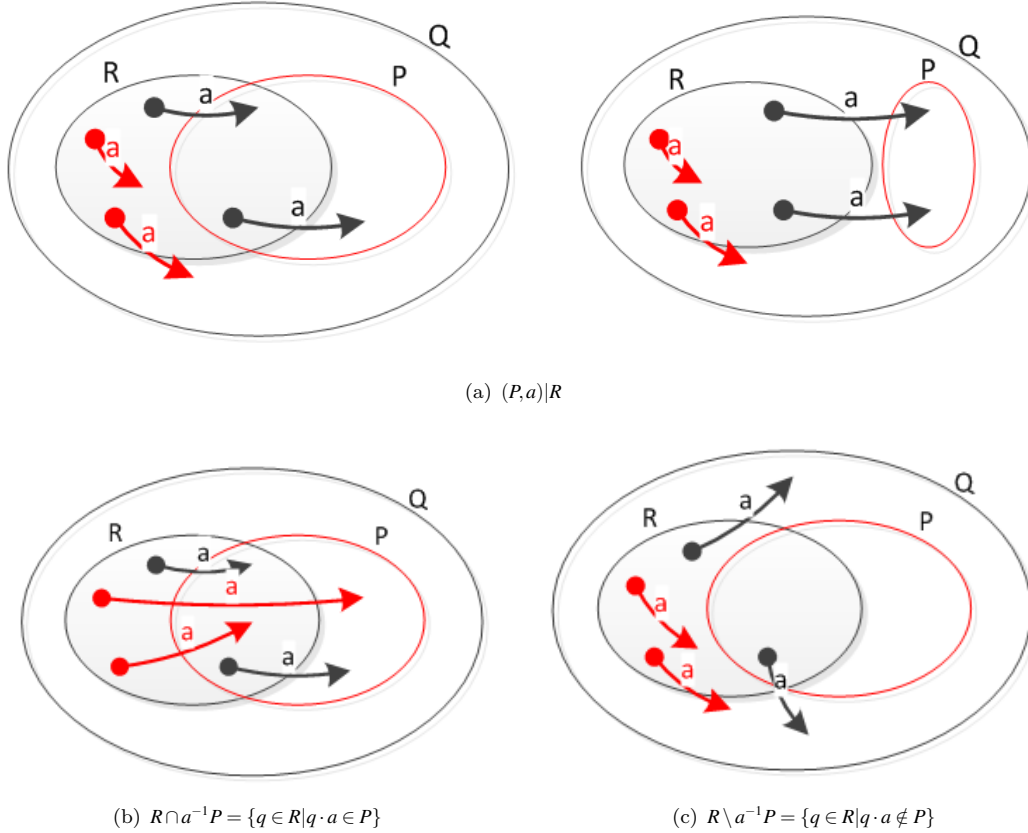 Q
R
P
a
a
a
a
Q
R
P
a
a
a
a
(a) (P,a)|R
Q
R
P
a
a
a
a
Q
R
P
a
a
a
a
(b) R∩a⁻¹P = {q ∈ R|q · a ∈ P}
(c) R \ a⁻¹P = {q ∈ R|q · a ∉ P}